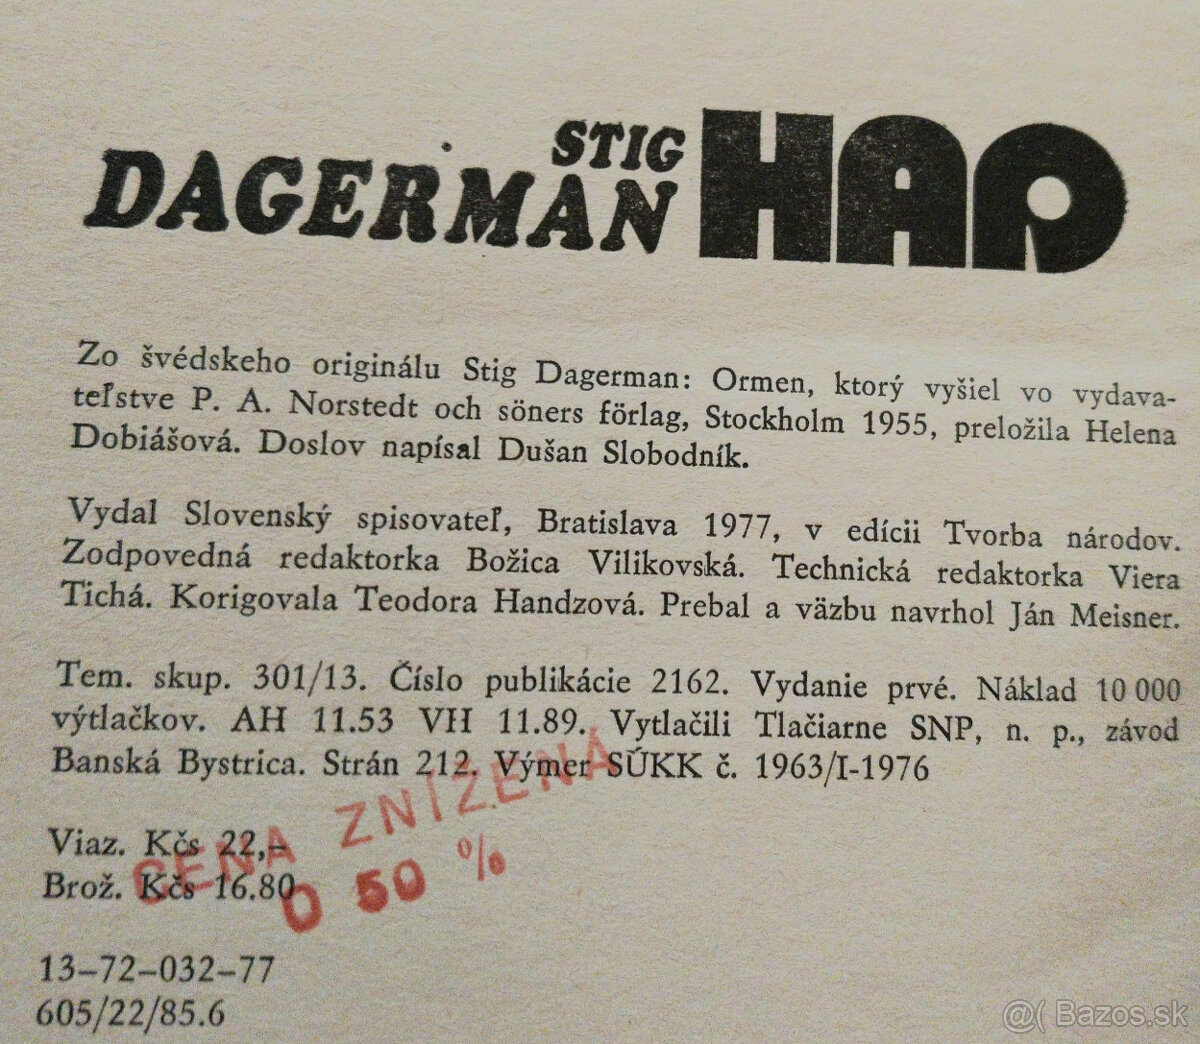 STIG
DAGERMAN HAD
Zo švédskeho originálu Stig Dagerman: Ormen, ktorý vyšiel vo vydava-
teľstve P. A. Norstedt och söners förlag, Stockholm 1955, preložila Helena
Dobiášová. Doslov napísal Dušan Slobodník.
Vydal Slovenský spisovateľ, Bratislava 1977, v edícii Tvorba národov.
Zodpovedná redaktorka Božica Vilikovská. Technická redaktorka Viera
Tichá. Korigovala Teodora Handzová. Prebal a väzbu navrhol Ján Meisner.
Tem. skup. 301/13. Číslo publikácie 2162. Vydanie prvé. Náklad 10 000
výtlačkov. AH 11.53 VH 11.89. Vytlačili Tlačiarne SNP, n. p., závod
Banská Bystrica. Strán 212. Výmer SÚKK č. 1963/I-1976
CENA ZNÍŽENÁ
O 50 %
Viaz. Kčs 22,–
Brož. Kčs 16.80
13–72–032–77
605/22/85.6
@( Bazos.sk